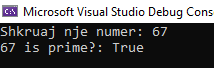 Microsoft Visual Studio Debug Cons
Shkruaj nje numer: 67
67 is prime?: True